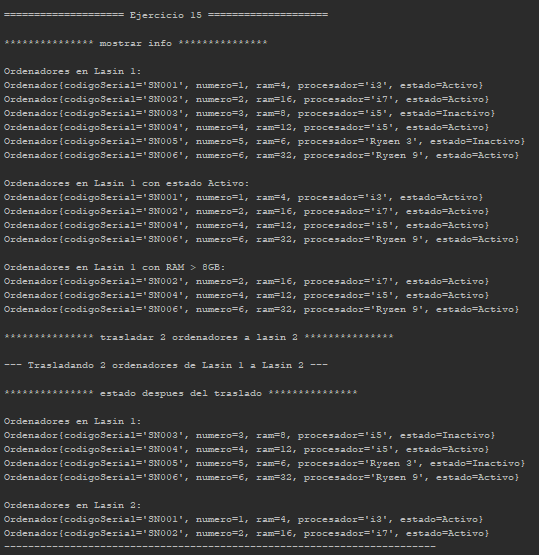 ==================== Ejercicio 15 ====================
*************** mostrar info ***************
Ordenadores en Lasin 1:
Ordenador{codigoSerial='SN001', numero=1, ram=4, procesador='i3', estado=Activo}
Ordenador{codigoSerial='SN002', numero=2, ram=16, procesador='i7', estado=Activo}
Ordenador{codigoSerial='SN003', numero=3, ram=8, procesador='i5', estado=Inactivo}
Ordenador{codigoSerial='SN004', numero=4, ram=12, procesador='i5', estado=Activo}
Ordenador{codigoSerial='SN005', numero=5, ram=6, procesador='Ryzen 3', estado=Inactivo}
Ordenador{codigoSerial='SN006', numero=6, ram=32, procesador='Ryzen 9', estado=Activo}
Ordenadores en Lasin 1 con estado Activo:
Ordenador{codigoSerial='SN001', numero=1, ram=4, procesador='i3', estado=Activo}
Ordenador{codigoSerial='SN002', numero=2, ram=16, procesador='i7', estado=Activo}
Ordenador{codigoSerial='SN004', numero=4, ram=12, procesador='i5', estado=Activo}
Ordenador{codigoSerial='SN006', numero=6, ram=32, procesador='Ryzen 9', estado=Activo}
Ordenadores en Lasin 1 con RAM > 8GB:
Ordenador{codigoSerial='SN002', numero=2, ram=16, procesador='i7', estado=Activo}
Ordenador{codigoSerial='SN004', numero=4, ram=12, procesador='i5', estado=Activo}
Ordenador{codigoSerial='SN006', numero=6, ram=32, procesador='Ryzen 9', estado=Activo}
*************** trasladar 2 ordenadores a lasin 2 ***************
--- Trasladando 2 ordenadores de Lasin 1 a Lasin 2 ---
*************** estado despues del traslado ***************
Ordenadores en Lasin 1:
Ordenador{codigoSerial='SN003', numero=3, ram=8, procesador='i5', estado=Inactivo}
Ordenador{codigoSerial='SN004', numero=4, ram=12, procesador='i5', estado=Activo}
Ordenador{codigoSerial='SN005', numero=5, ram=6, procesador='Ryzen 3', estado=Inactivo}
Ordenador{codigoSerial='SN006', numero=6, ram=32, procesador='Ryzen 9', estado=Activo}
Ordenadores en Lasin 2:
Ordenador{codigoSerial='SN001', numero=1, ram=4, procesador='i3', estado=Activo}
Ordenador{codigoSerial='SN002', numero=2, ram=16, procesador='i7', estado=Activo}
------------------------------------------------------------------------